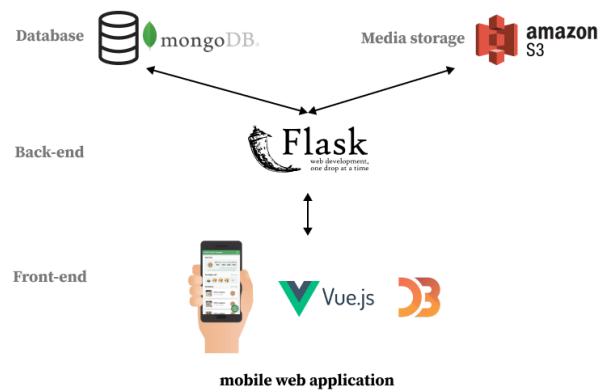 Database
mongoDB®
Media storage
amazon
S3
Back-end
Flask
web development,
one drop at a time
Front-end
Vue.js
D3
mobile web application